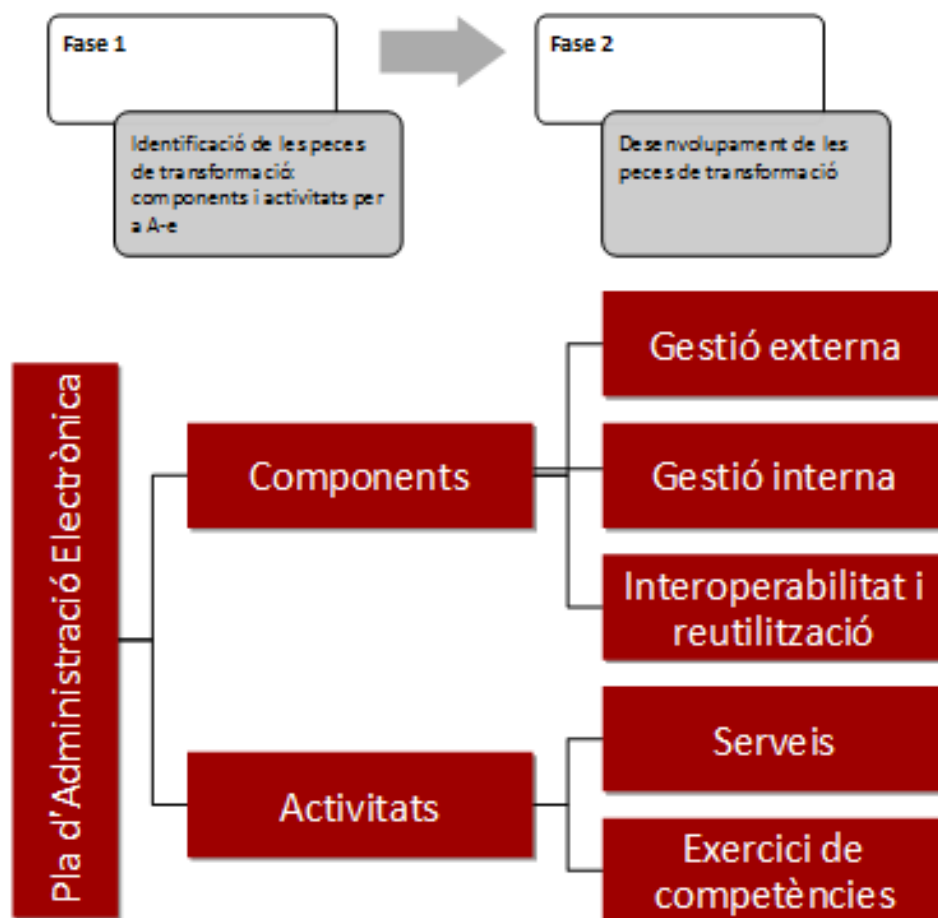 Fase 1
Identificació de les peces
de transformació:
components i activitats per
a A-e
Fase 2
Desenvolupament de les
peces de transformació
Pla d'Administració Electrònica
Components
Gestió externa
Gestió interna
Interoperabilitat i
reutilització
Activitats
Serveis
Exercici de
competències